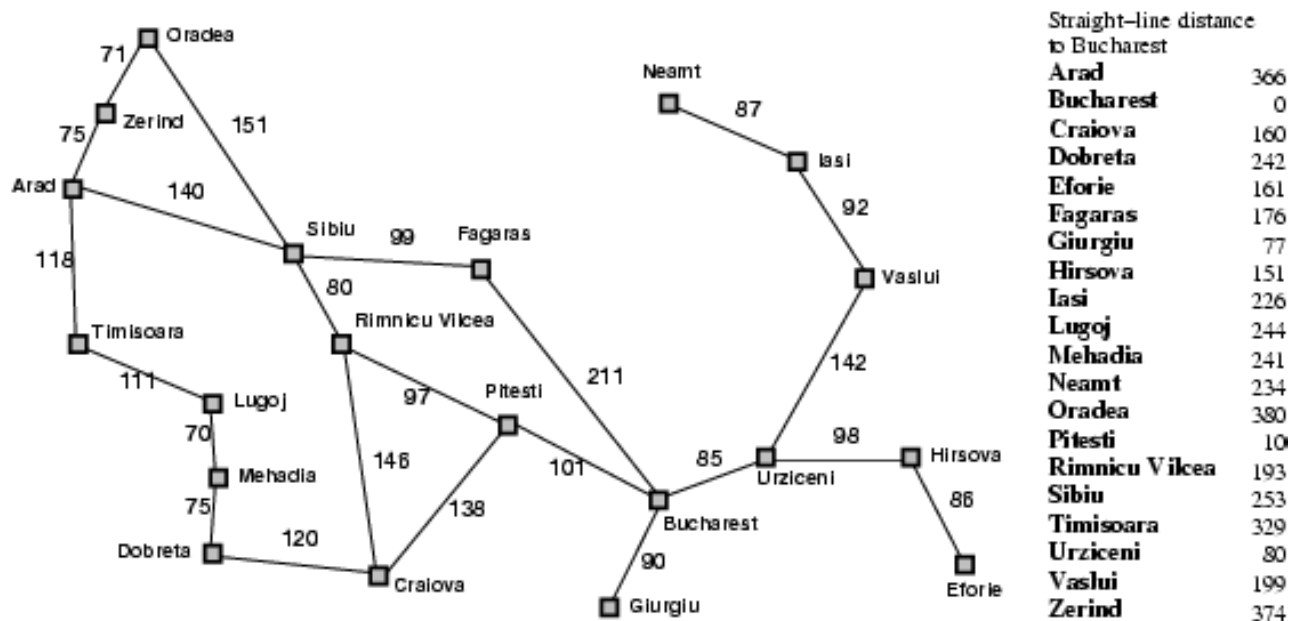 Oradea
71
Neamt
87
Zerind
151
75
Iasi
Arad
140
92
Sibiu
99
Fagaras
118
80
Vaslui
Timisoara
Rimnicu Vilcea
142
111
211
Lugoj
97
Pitesti
70
98
Hirsova
146
101
85
Mehadia
Urziceni
75
138
86
120
Bucharest
Dobreta
90
Craiova
Eforie
Giurgiu
Straight–line distance
to Bucharest
Arad 366
Bucharest 0
Craiova 160
Dobreta 242
Eforie 161
Fagaras 176
Giurgiu 77
Hirsova 151
Iasi 226
Lugoj 244
Mehadia 241
Neamt 234
Oradea 380
Pitesti 10
Rimnicu Vilcea 193
Sibiu 253
Timisoara 329
Urziceni 80
Vaslui 199
Zerind 374